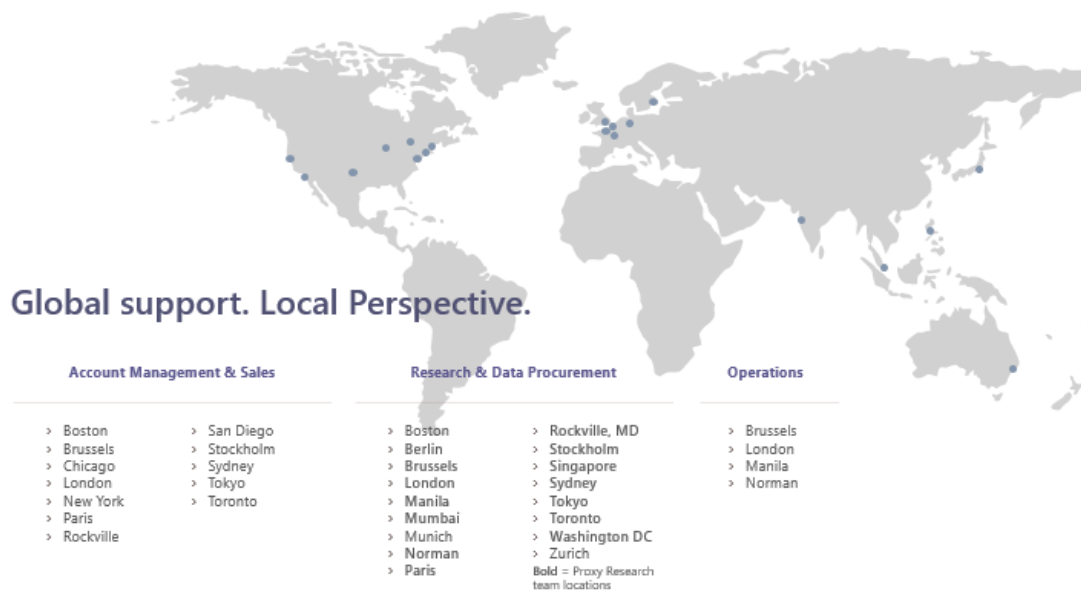 Global support. Local Perspective.
Account Management & Sales
> Boston
> Brussels
> Chicago
> London
> New York
> Paris
> Rockville
> San Diego
> Stockholm
> Sydney
> Tokyo
> Toronto
Research & Data Procurement
> Boston
> Berlin
> Brussels
> London
> Manila
> Mumbai
> Munich
> Norman
> Paris
> Rockville, MD
> Stockholm
> Singapore
> Sydney
> Tokyo
> Toronto
> Washington DC
> Zurich
Bold = Proxy Research
team locations
Operations
> Brussels
> London
> Manila
> Norman